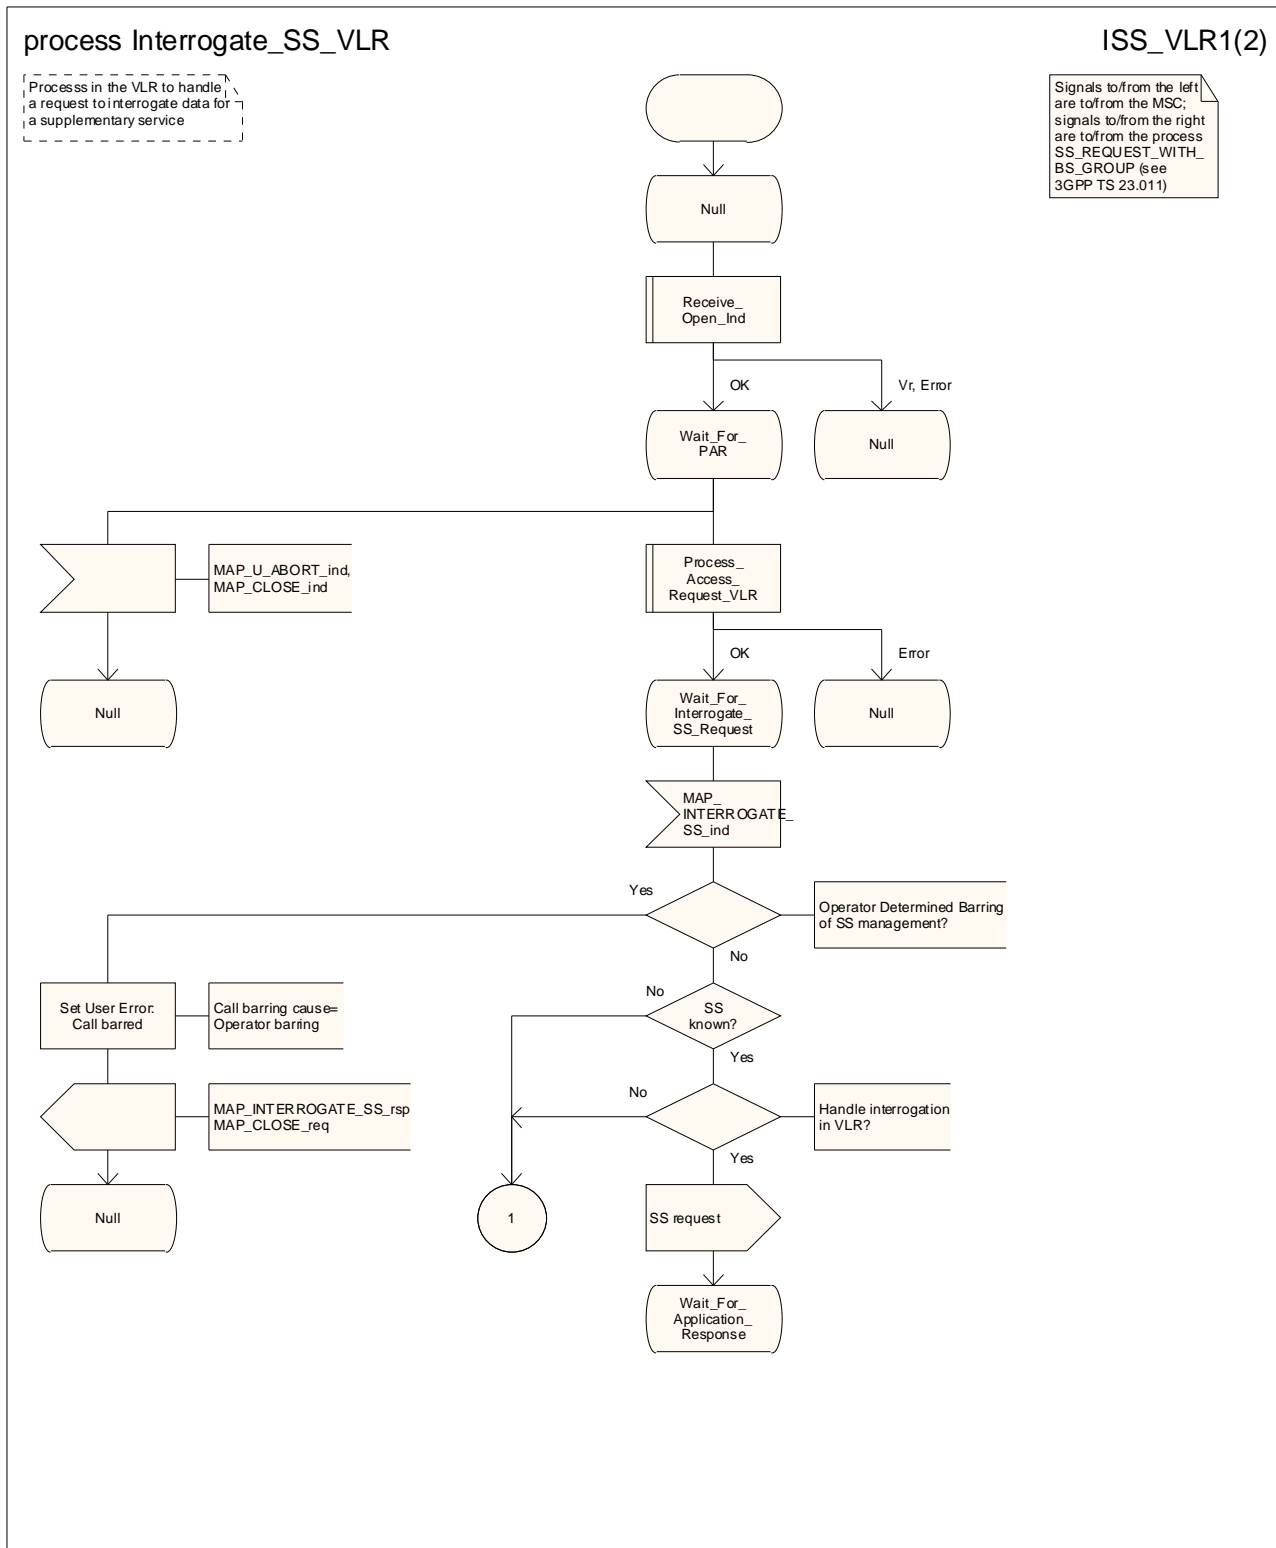 process Interrogate_SS_VLR
ISS_VLR1(2)
Processs in the VLR to handle
a request to interrogate data for
a supplementary service
Signals to/from the left
are to/from the MSC;
signals to/from the right
are to/from the process
SS_REQUEST_WITH_
BS_GROUP (see
3GPP TS 23.011)
Null
Receive_
Open_Ind
OK
Vr, Error
Wait_For_
PAR
Null
MAP_U_ABORT_ind,
MAP_CLOSE_ind
Process_
Access_
Request_VLR
OK
Error
Null
Wait_For_
Interrogate_
SS_Request
Null
MAP_
INTERROGATE_
SS_ind
Yes
Operator Determined Barring
of SS management?
No
Set User Error:
Call barred
Call barring cause=
Operator barring
No
SS
known?
Yes
MAP_INTERROGATE_SS_rsp
MAP_CLOSE_req
No
Handle interrogation
in VLR?
Yes
Null
1
SS request
Wait_For_
Application_
Response